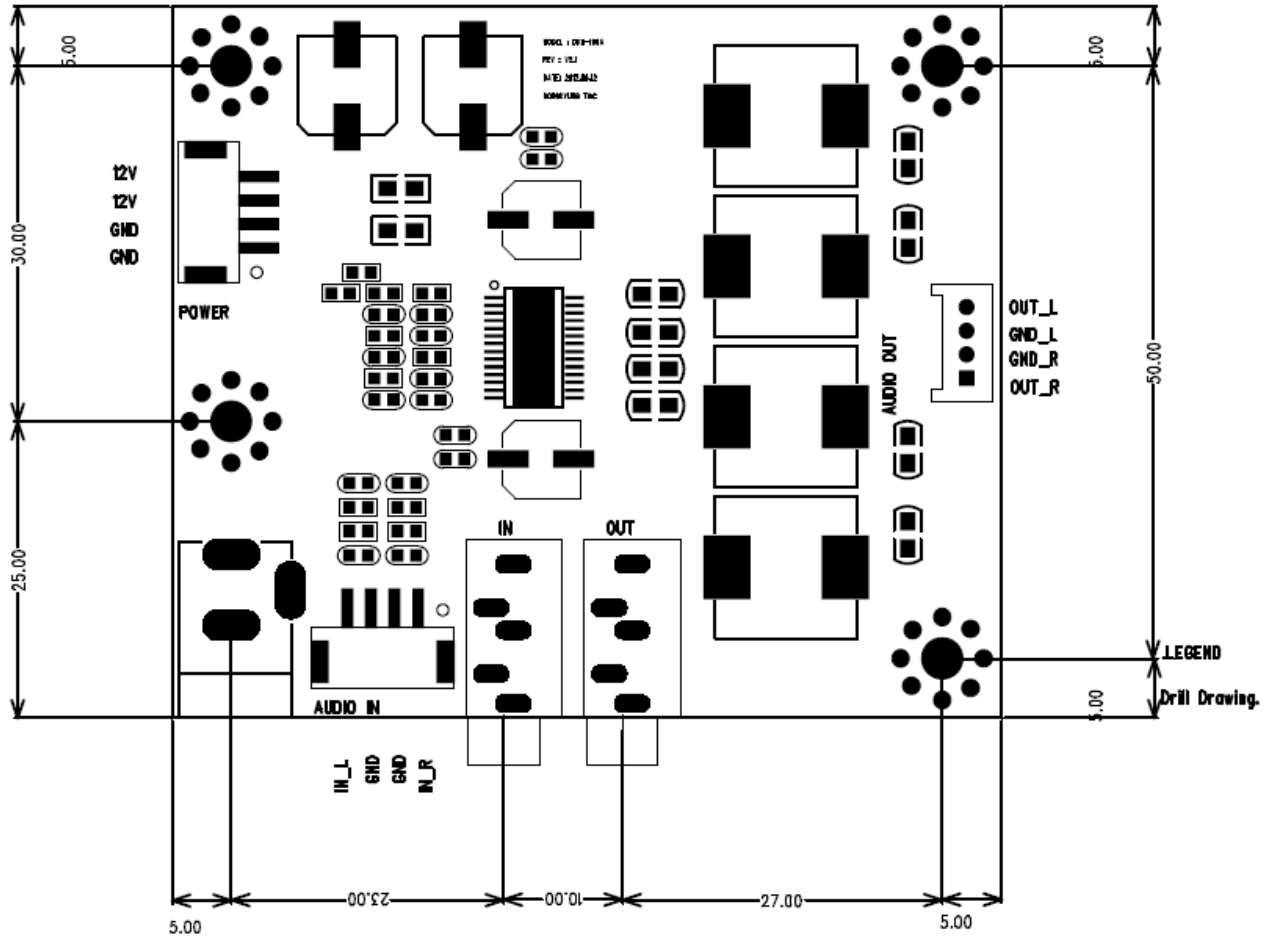 5.00
5.00
12V
12V
GND
GND
30.00
POWER
OUT_L
GND_L
GND_R
OUT_R
AUDIO OUT
50.00
IN
OUT
25.00
LEGEND
5.00
Drill Drawing.
AUDIO IN
IN_L
GND
GND
IN_R
5.00
23.00
10.00
27.00
5.00